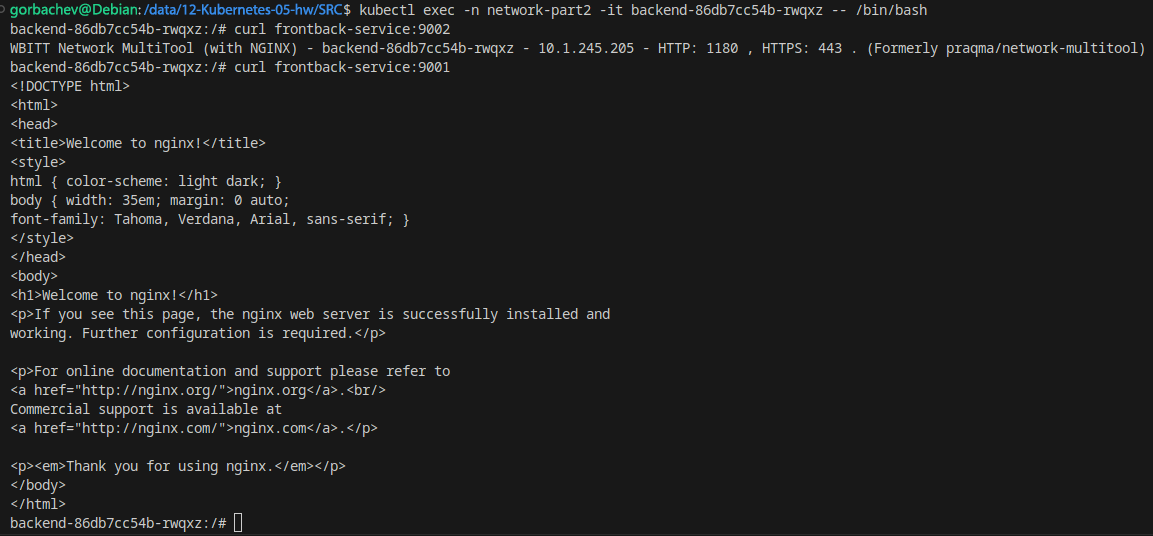 gorbachev@Debian:/data/12-Kubernetes-05-hw/SRC$ kubectl exec -n network-part2 -it backend-86db7cc54b-rwqxz -- /bin/bash
backend-86db7cc54b-rwqxz:/# curl frontback-service:9002
WBITT Network MultiTool (with NGINX) - backend-86db7cc54b-rwqxz - 10.1.245.205 - HTTP: 1180 , HTTPS: 443 . (Formerly praqma/network-multitool)
backend-86db7cc54b-rwqxz:/# curl frontback-service:9001
<!DOCTYPE html>
<html>
<head>
<title>Welcome to nginx!</title>
<style>
html { color-scheme: light dark; }
body { width: 35em; margin: 0 auto;
font-family: Tahoma, Verdana, Arial, sans-serif; }
</style>
</head>
<body>
<h1>Welcome to nginx!</h1>
<p>If you see this page, the nginx web server is successfully installed and
working. Further configuration is required.</p>

<p>For online documentation and support please refer to
<a href="http://nginx.org/">nginx.org</a>.<br/>
Commercial support is available at
<a href="http://nginx.com/">nginx.com</a>.</p>

<p><em>Thank you for using nginx.</em></p>
</body>
</html>
backend-86db7cc54b-rwqxz:/#